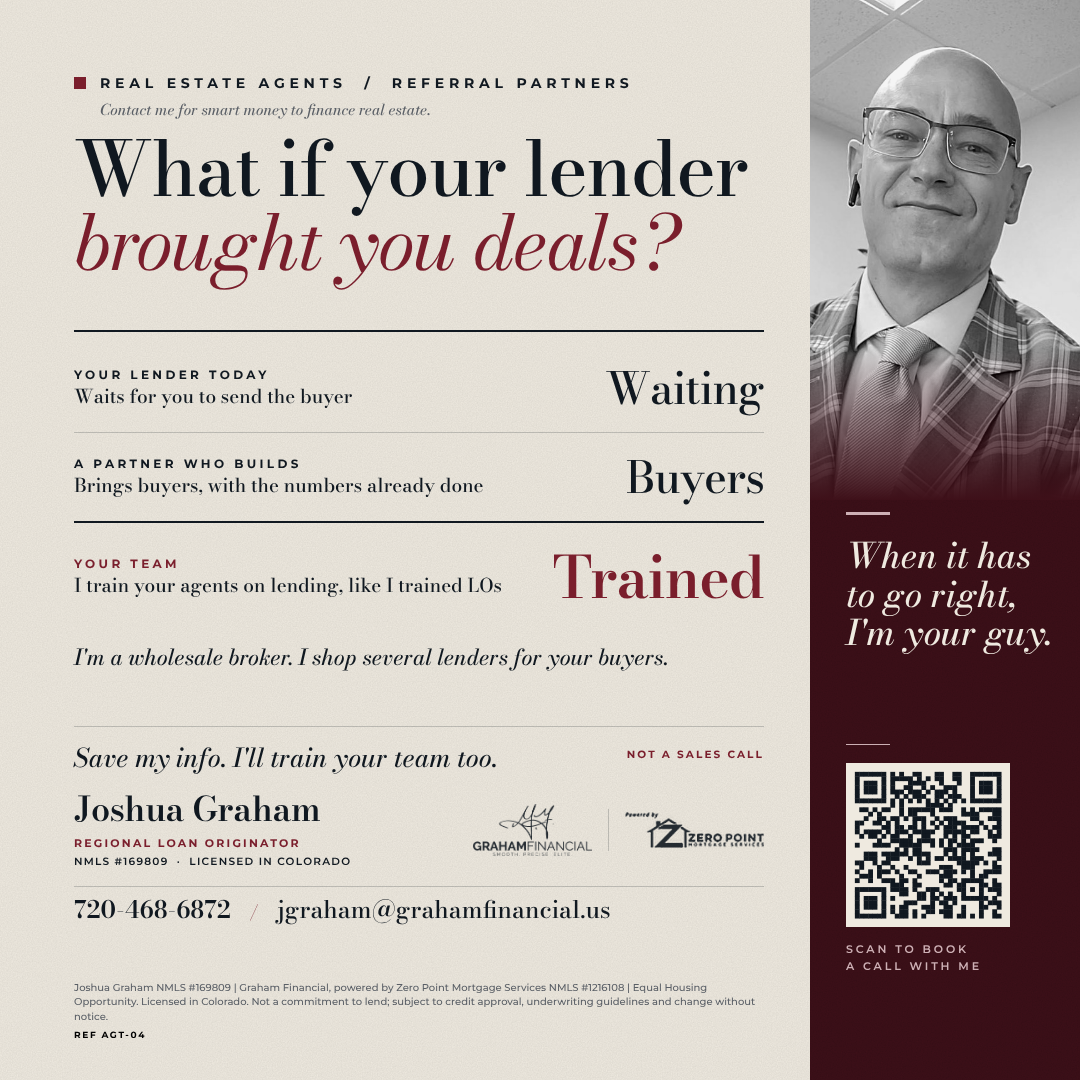 REAL ESTATE AGENTS / REFERRAL PARTNERS
Contact me for smart money to finance real estate.
What if your lender
brought you deals?
YOUR LENDER TODAY
Waits for you to send the buyer
Waiting
A PARTNER WHO BUILDS
Brings buyers, with the numbers already done
Buyers
YOUR TEAM
I train your agents on lending, like I trained LOs
Trained
I'm a wholesale broker. I shop several lenders for your buyers.
Save my info. I'll train your team too.
NOT A SALES CALL
Joshua Graham
REGIONAL LOAN ORIGINATOR
NMLS #169809 · LICENSED IN COLORADO
GRAHAMFINANCIAL
SMOOTH. PRECISE. ELITE.
Powered by
ZERO POINT
MORTGAGE SERVICES
720-468-6872 / jgraham@grahamfinancial.us
Joshua Graham NMLS #169809 | Graham Financial, powered by Zero Point Mortgage Services NMLS #1216108 | Equal Housing
Opportunity. Licensed in Colorado. Not a commitment to lend; subject to credit approval, underwriting guidelines and change without
notice.
REF AGT-04
When it has
to go right,
I'm your guy.
SCAN TO BOOK
A CALL WITH ME